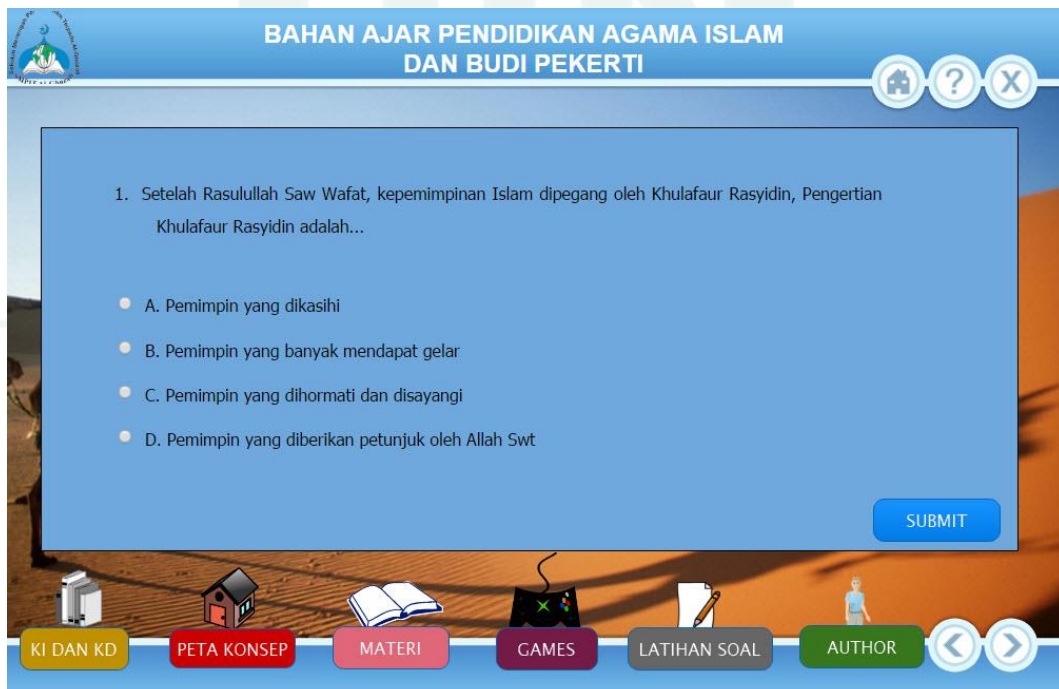 BAHAN AJAR PENDIDIKAN AGAMA ISLAM
DAN BUDI PEKERTI
?
X
1. Setelah Rasulullah Saw Wafat, kepemimpinan Islam dipegang oleh Khulafaur Rasyidin, Pengertian
Khulafaur Rasyidin adalah...
A. Pemimpin yang dikasihi
B. Pemimpin yang banyak mendapat gelar
C. Pemimpin yang dihormati dan disayangi
D. Pemimpin yang diberikan petunjuk oleh Allah Swt
SUBMIT
KI DAN KD
PETA KONSEP
MATERI
GAMES
LATIHAN SOAL
AUTHOR